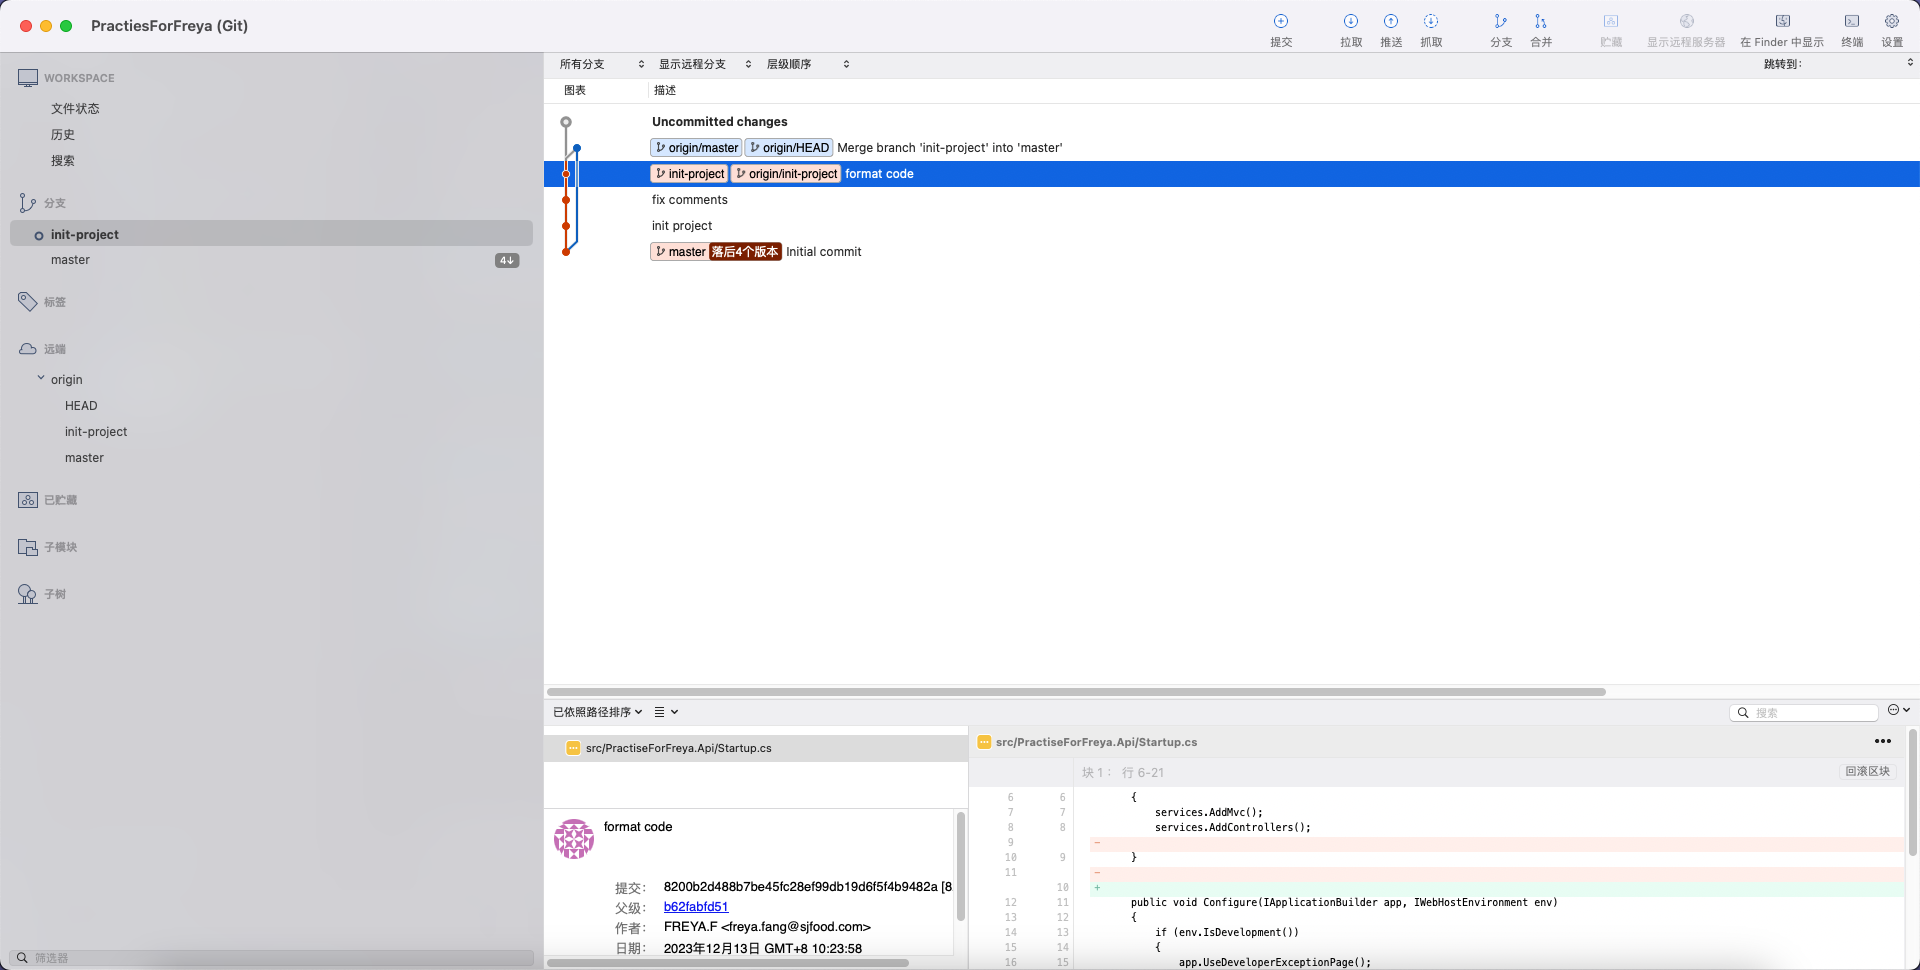 PractiesForFreya (Git)
提交
拉取
推送
抓取
分支
合并
贮藏
显示远程服务器
在 Finder 中显示
终端
设置
WORKSPACE
文件状态
历史
搜索
分支
init-project
master
4↓
标签
远端
origin
HEAD
init-project
master
已贮藏
子模块
子树
筛选器
所有分支
显示远程分支
层级顺序
跳转到：
图表
描述
Uncommitted changes
origin/master origin/HEAD Merge branch 'init-project' into 'master'
init-project origin/init-project format code
fix comments
init project
master 落后4个版本 Initial commit
已依照路径排序
搜索
src/PractiseForFreya.Api/Startup.cs
format code
提交： 8200b2d488b7be45fc28ef99db19d6f5f4b9482a [8
父级： b62fabfd51
作者： FREYA.F <freya.fang@sjfood.com>
日期： 2023年12月13日 GMT+8 10:23:58
src/PractiseForFreya.Api/Startup.cs
块 1： 行 6-21
回滚区块
6 6 {
7 7 services.AddMvc();
8 8 services.AddControllers();
9 -
10 9 }
11 -
10 +
12 11 public void Configure(IApplicationBuilder app, IWebHostEnvironment env)
13 12 {
14 13 if (env.IsDevelopment())
15 14 {
16 15 app.UseDeveloperExceptionPage();